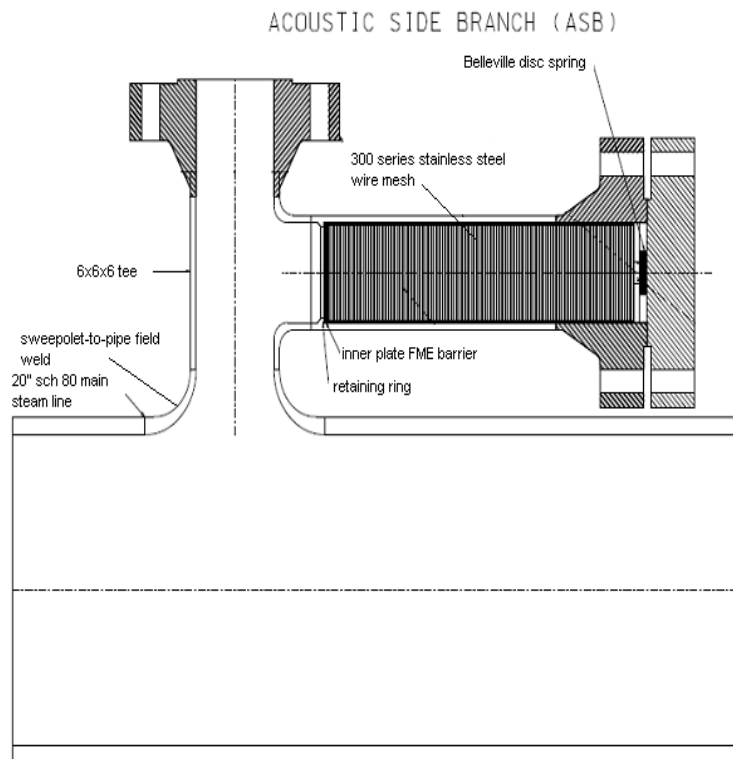 ACOUSTIC SIDE BRANCH (ASB)
Belleville disc spring
300 series stainless steel
wire mesh
6x6x6 tee
sweepolet-to-pipe field
weld
20" sch 80 main
steam line
inner plate FME barrier
retaining ring